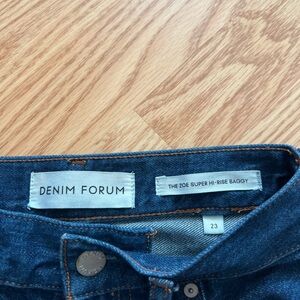 DENIM FORUM
THE ZOE SUPER HI-RISE BAGGY
23